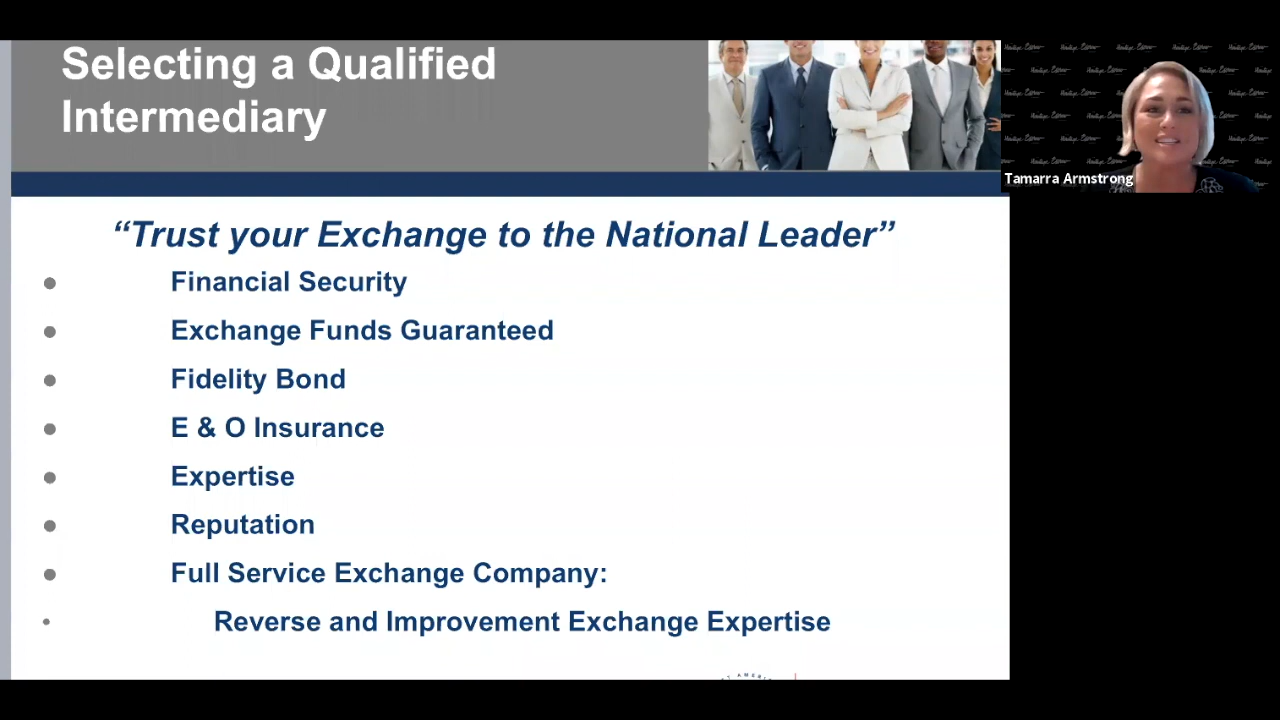 Selecting a Qualified
Intermediary
Tamarra Armstrong
“Trust your Exchange to the National Leader”
Financial Security
Exchange Funds Guaranteed
Fidelity Bond
E & O Insurance
Expertise
Reputation
Full Service Exchange Company:
Reverse and Improvement Exchange Expertise